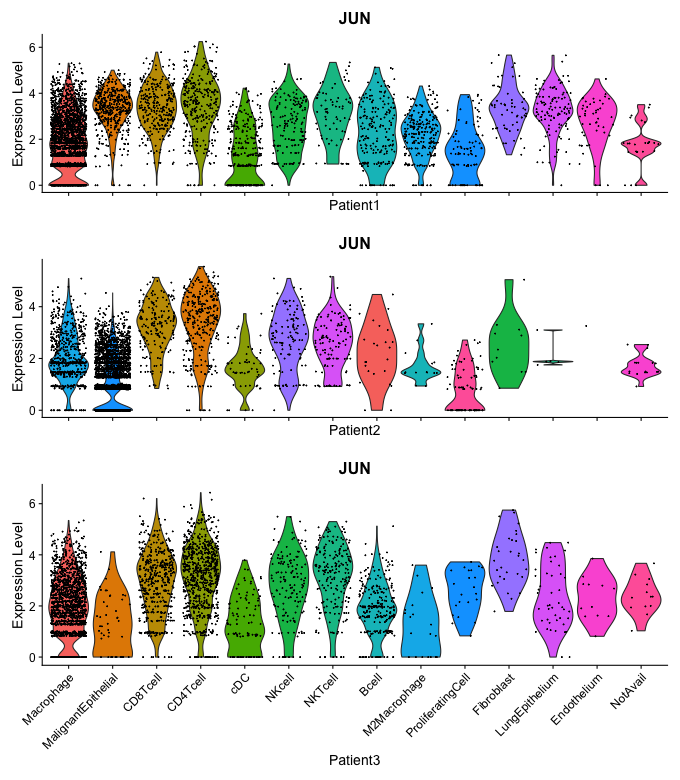 JUN
Expression Level
6
4
2
0
Patient1
JUN
Expression Level
4
2
0
Patient2
JUN
Expression Level
6
4
2
0
Macrophage
MalignantEpithelial
CD8Tcell
CD4Tcell
cDC
NKcell
NKTcell
Bcell
M2Macrophage
ProliferatingCell
Fibroblast
LungEpithelium
Endothelium
NotAvail
Patient3